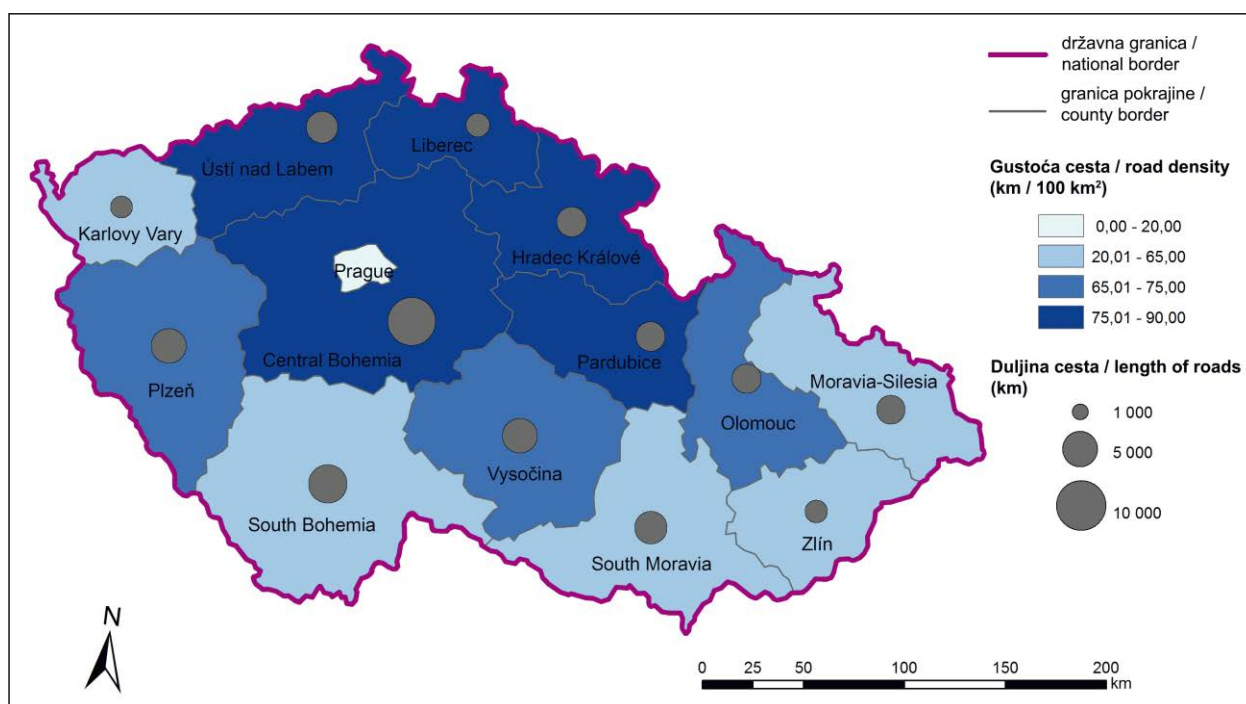 državna granica /
national border
granica pokrajine /
county border
Gustoća cesta / road density
(km / 100 km²)
0,00 - 20,00
20,01 - 65,00
65,01 - 75,00
75,01 - 90,00
Duljina cesta / length of roads
(km)
1 000
5 000
10 000
Liberec
Ústí nad Labem
Karlovy Vary
Hradec Králové
Prague
Central Bohemia
Pardubice
Plzeň
Moravia-Silesia
Olomouc
Vysočina
South Bohemia
Zlín
South Moravia
N
0 25 50 100 150 200
km